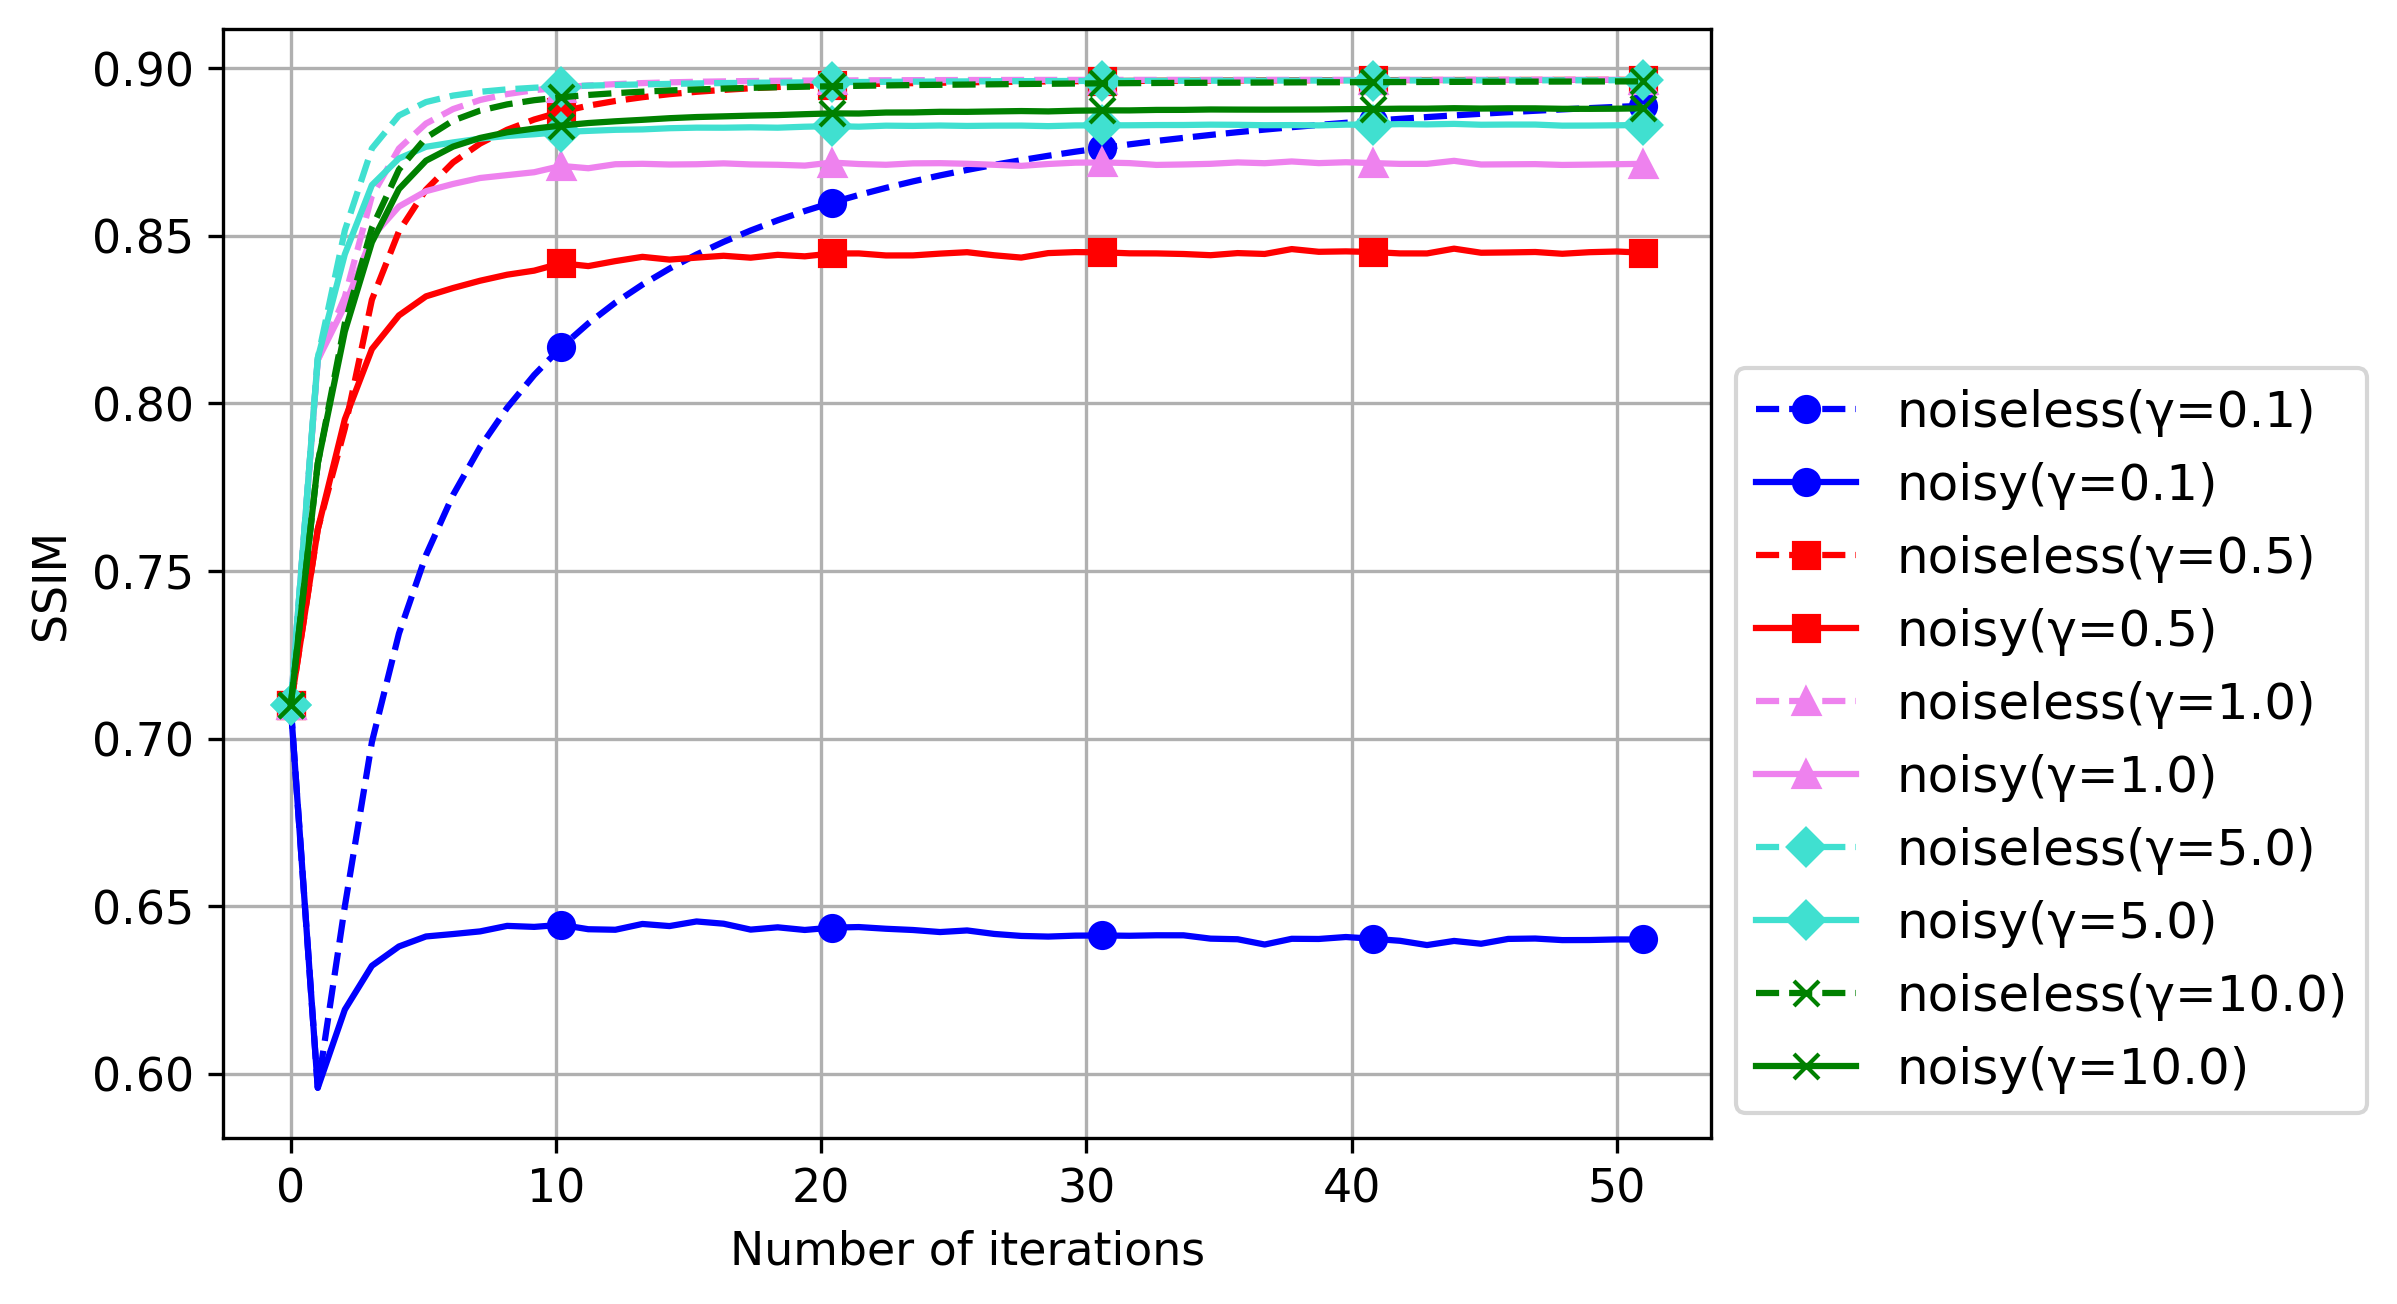 0.90
0.85
0.80
0.75
0.70
0.65
0.60
SSIM
0 10 20 30 40 50
Number of iterations
noiseless(γ=0.1)
noisy(γ=0.1)
noiseless(γ=0.5)
noisy(γ=0.5)
noiseless(γ=1.0)
noisy(γ=1.0)
noiseless(γ=5.0)
noisy(γ=5.0)
noiseless(γ=10.0)
noisy(γ=10.0)